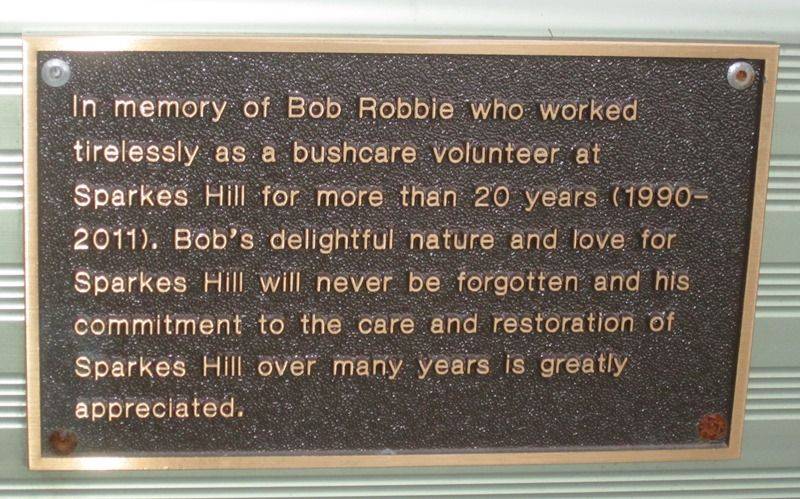 In memory of Bob Robbie who worked
tirelessly as a bushcare volunteer at
Sparkes Hill for more than 20 years (1990-
2011). Bob's delightful nature and love for
Sparkes Hill will never be forgotten and his
commitment to the care and restoration of
Sparkes Hill over many years is greatly
appreciated.